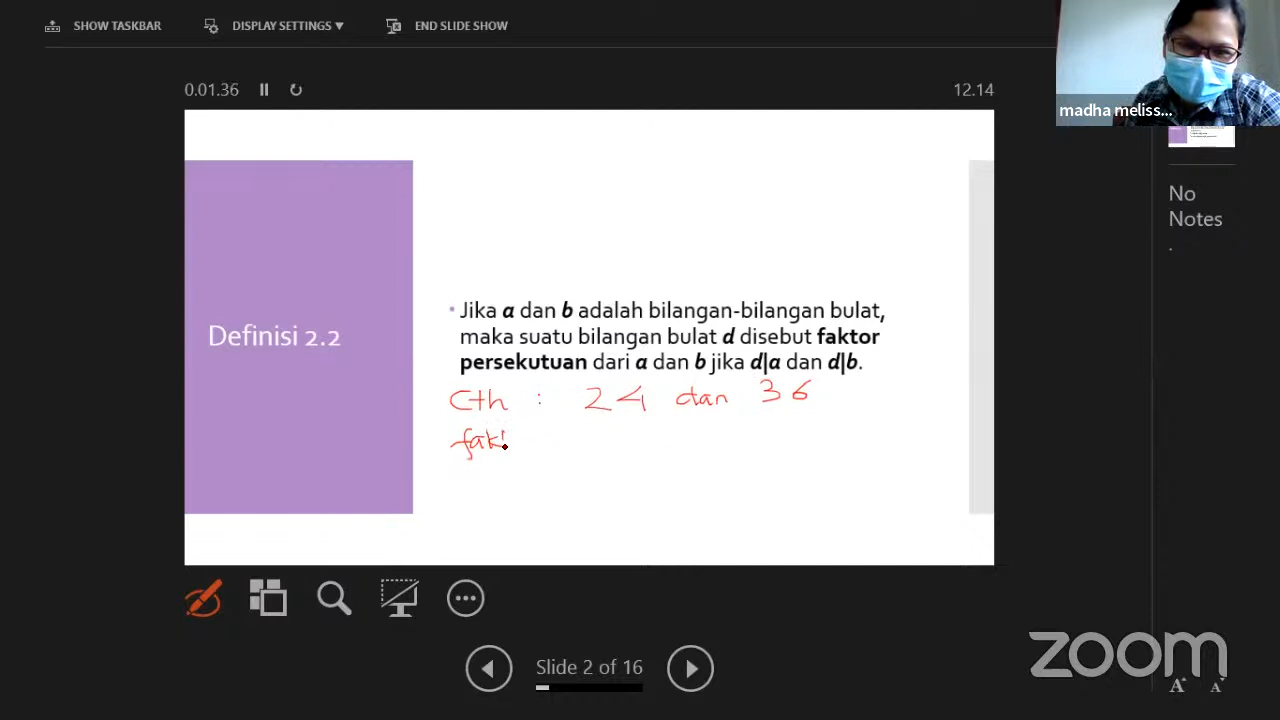 SHOW TASKBAR
DISPLAY SETTINGS ▼
END SLIDE SHOW
0.01.36
12.14
madha meliss...
No
Notes
.
Definisi 2.2
• Jika a dan b adalah bilangan-bilangan bulat,
maka suatu bilangan bulat d disebut faktor
persekutuan dari a dan b jika d|a dan d|b.
Cth : 24 dan 36
fak
Slide 2 of 16
zoom
A A